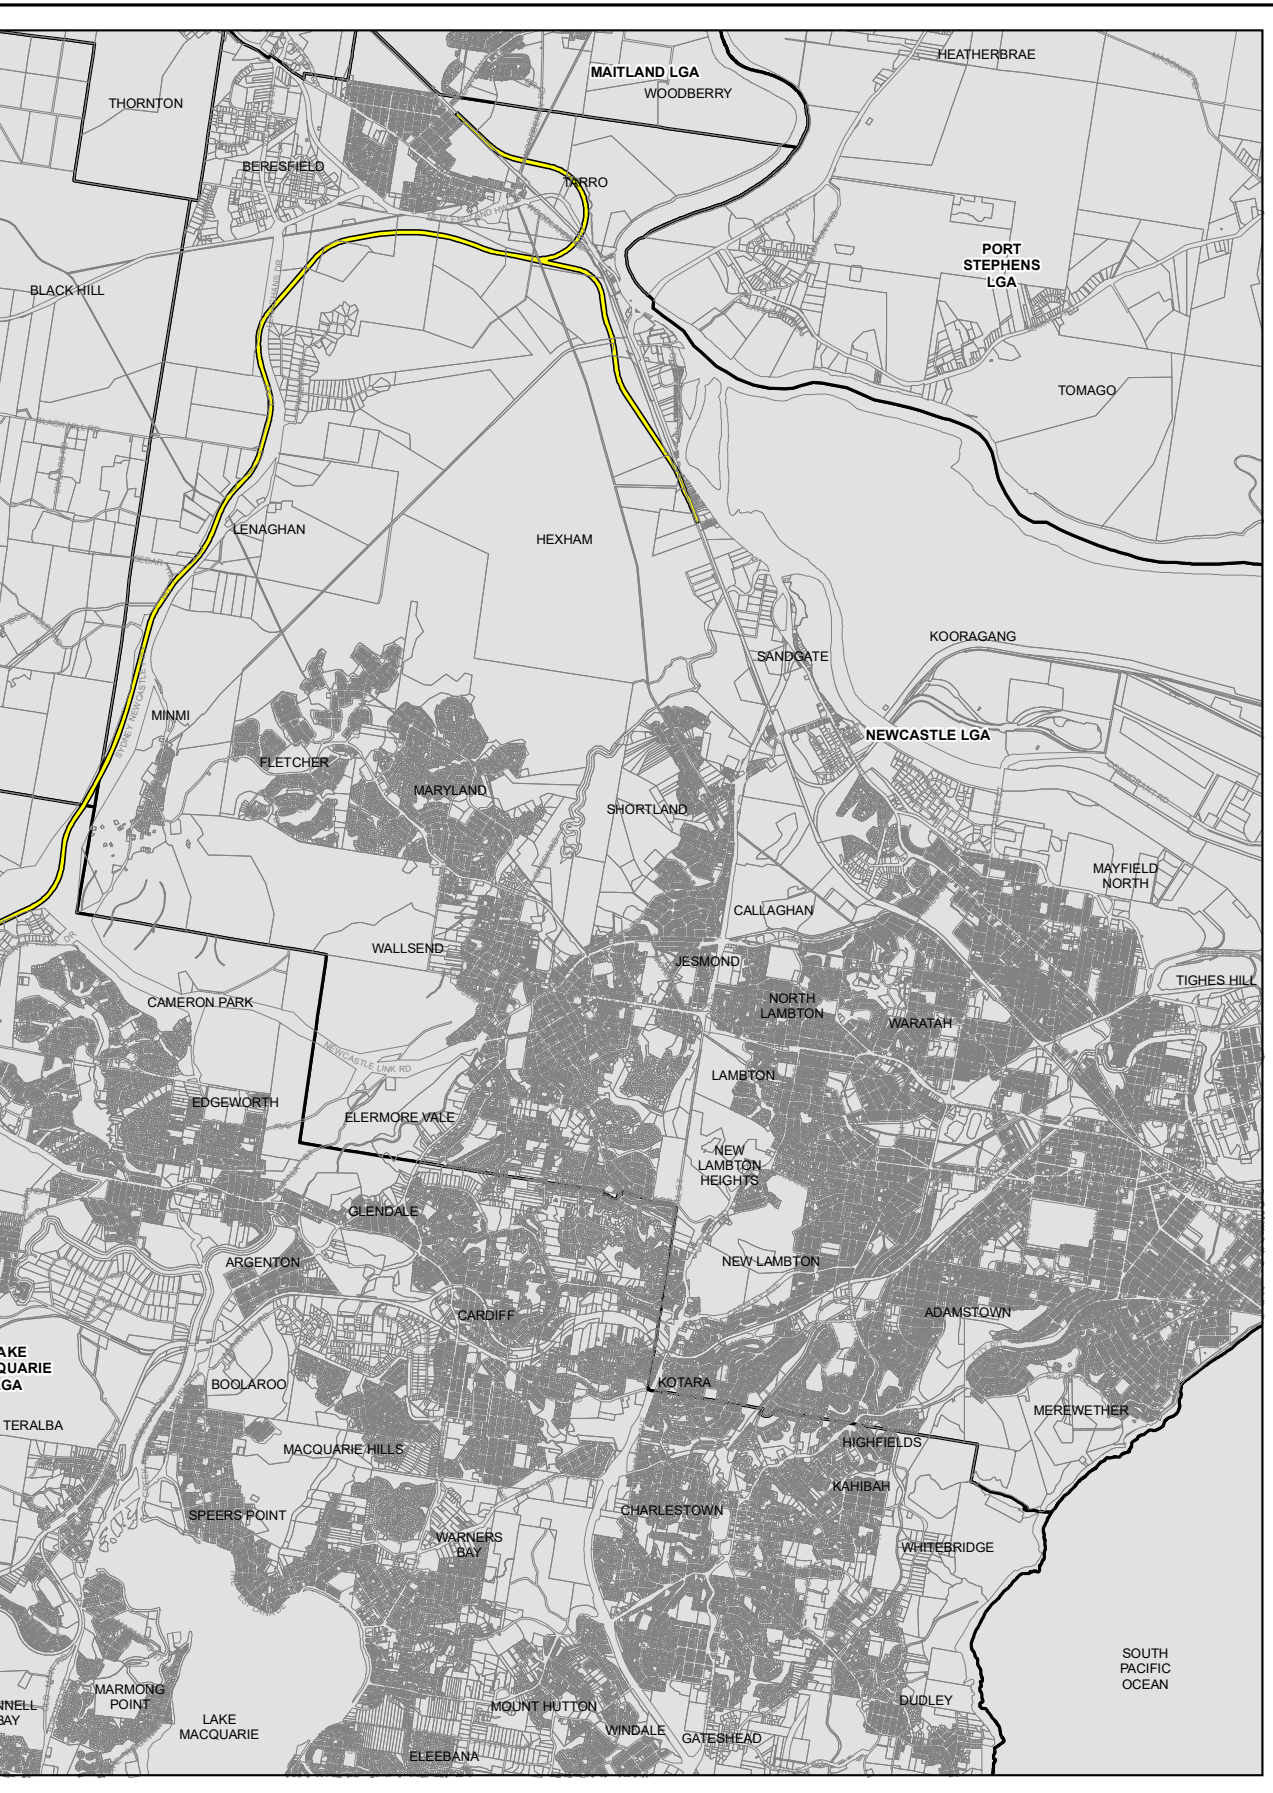 HEATHERBRAE
MAITLAND LGA
WOODBERRY
THORNTON
BERESFIELD
TARRO
PORT
STEPHENS
LGA
BLACK HILL
TOMAGO
BLACK HILL RD
LENAGHAN
HEXHAM
KOORAGANG
SANDGATE
MINMI
NEWCASTLE LGA
FLETCHER
MARYLAND
SHORTLAND
MAYFIELD
NORTH
CALLAGHAN
WALLSEND
JESMOND
TIGHES HILL
CAMERON PARK
NORTH
LAMBTON
WARATAH
NEWCASTLE LINK RD
LAMBTON
EDGEWORTH
ELERMORE VALE
NEW
LAMBTON
HEIGHTS
GLENDALE
ARGENTON
NEW LAMBTON
CARDIFF
ADAMSTOWN
AKE
QUARIE
GA
BOOLAROO
KOTARA
TERALBA
MEREWETHER
MACQUARIE HILLS
HIGHFIELDS
KAHIBAH
SPEERS POINT
CHARLESTOWN
WARNERS
BAY
WHITEBRIDGE
SOUTH
PACIFIC
OCEAN
MARMONG
POINT
NNELL
BAY
LAKE
MACQUARIE
MOUNT HUTTON
DUDLEY
WINDALE
GATESHEAD
ELEEBANA